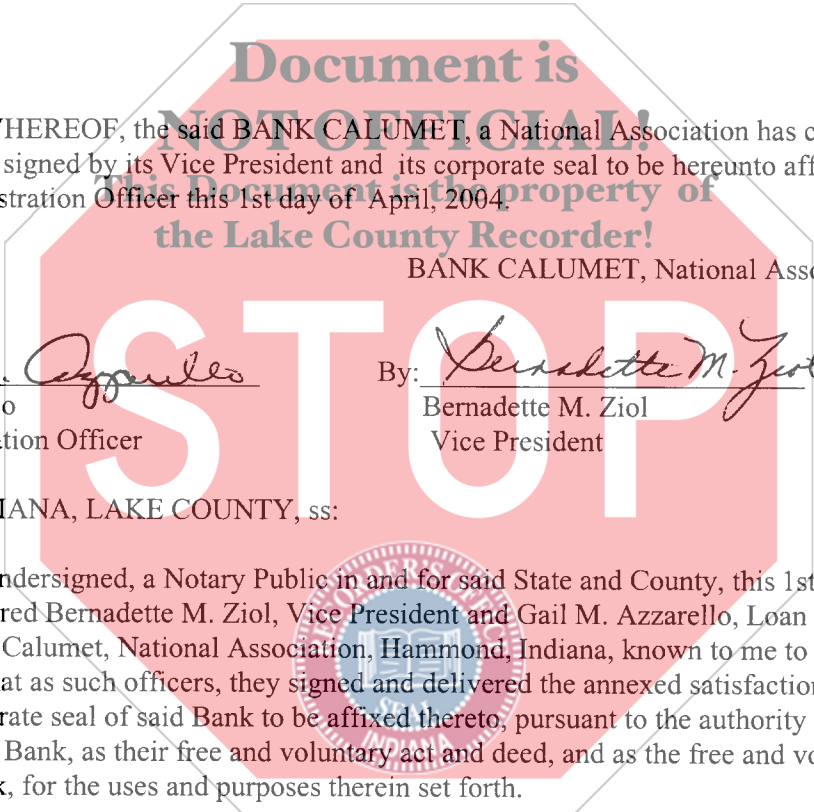 Document is
NOT OFFICIAL!
This Document is the property of
the Lake County Recorder!
STOP
HEREOF, the said BANK CALUMET, a National Association has c
signed by its Vice President and its corporate seal to be hereunto aff
stration Officer this 1st day of April, 2004.
BANK CALUMET, National Asso
Azzarello
By: Bernadette M. Ziol
o
Bernadette M. Ziol
tion Officer
Vice President
IANA, LAKE COUNTY, ss:
ndersigned, a Notary Public in and for said State and County, this 1st
red Bernadette M. Ziol, Vice President and Gail M. Azzarello, Loan
Calumet, National Association, Hammond, Indiana, known to me to
at as such officers, they signed and delivered the annexed satisfaction
rate seal of said Bank to be affixed thereto, pursuant to the authority
Bank, as their free and voluntary act and deed, and as the free and vo
k, for the uses and purposes therein set forth.
SEAL
INDIANA